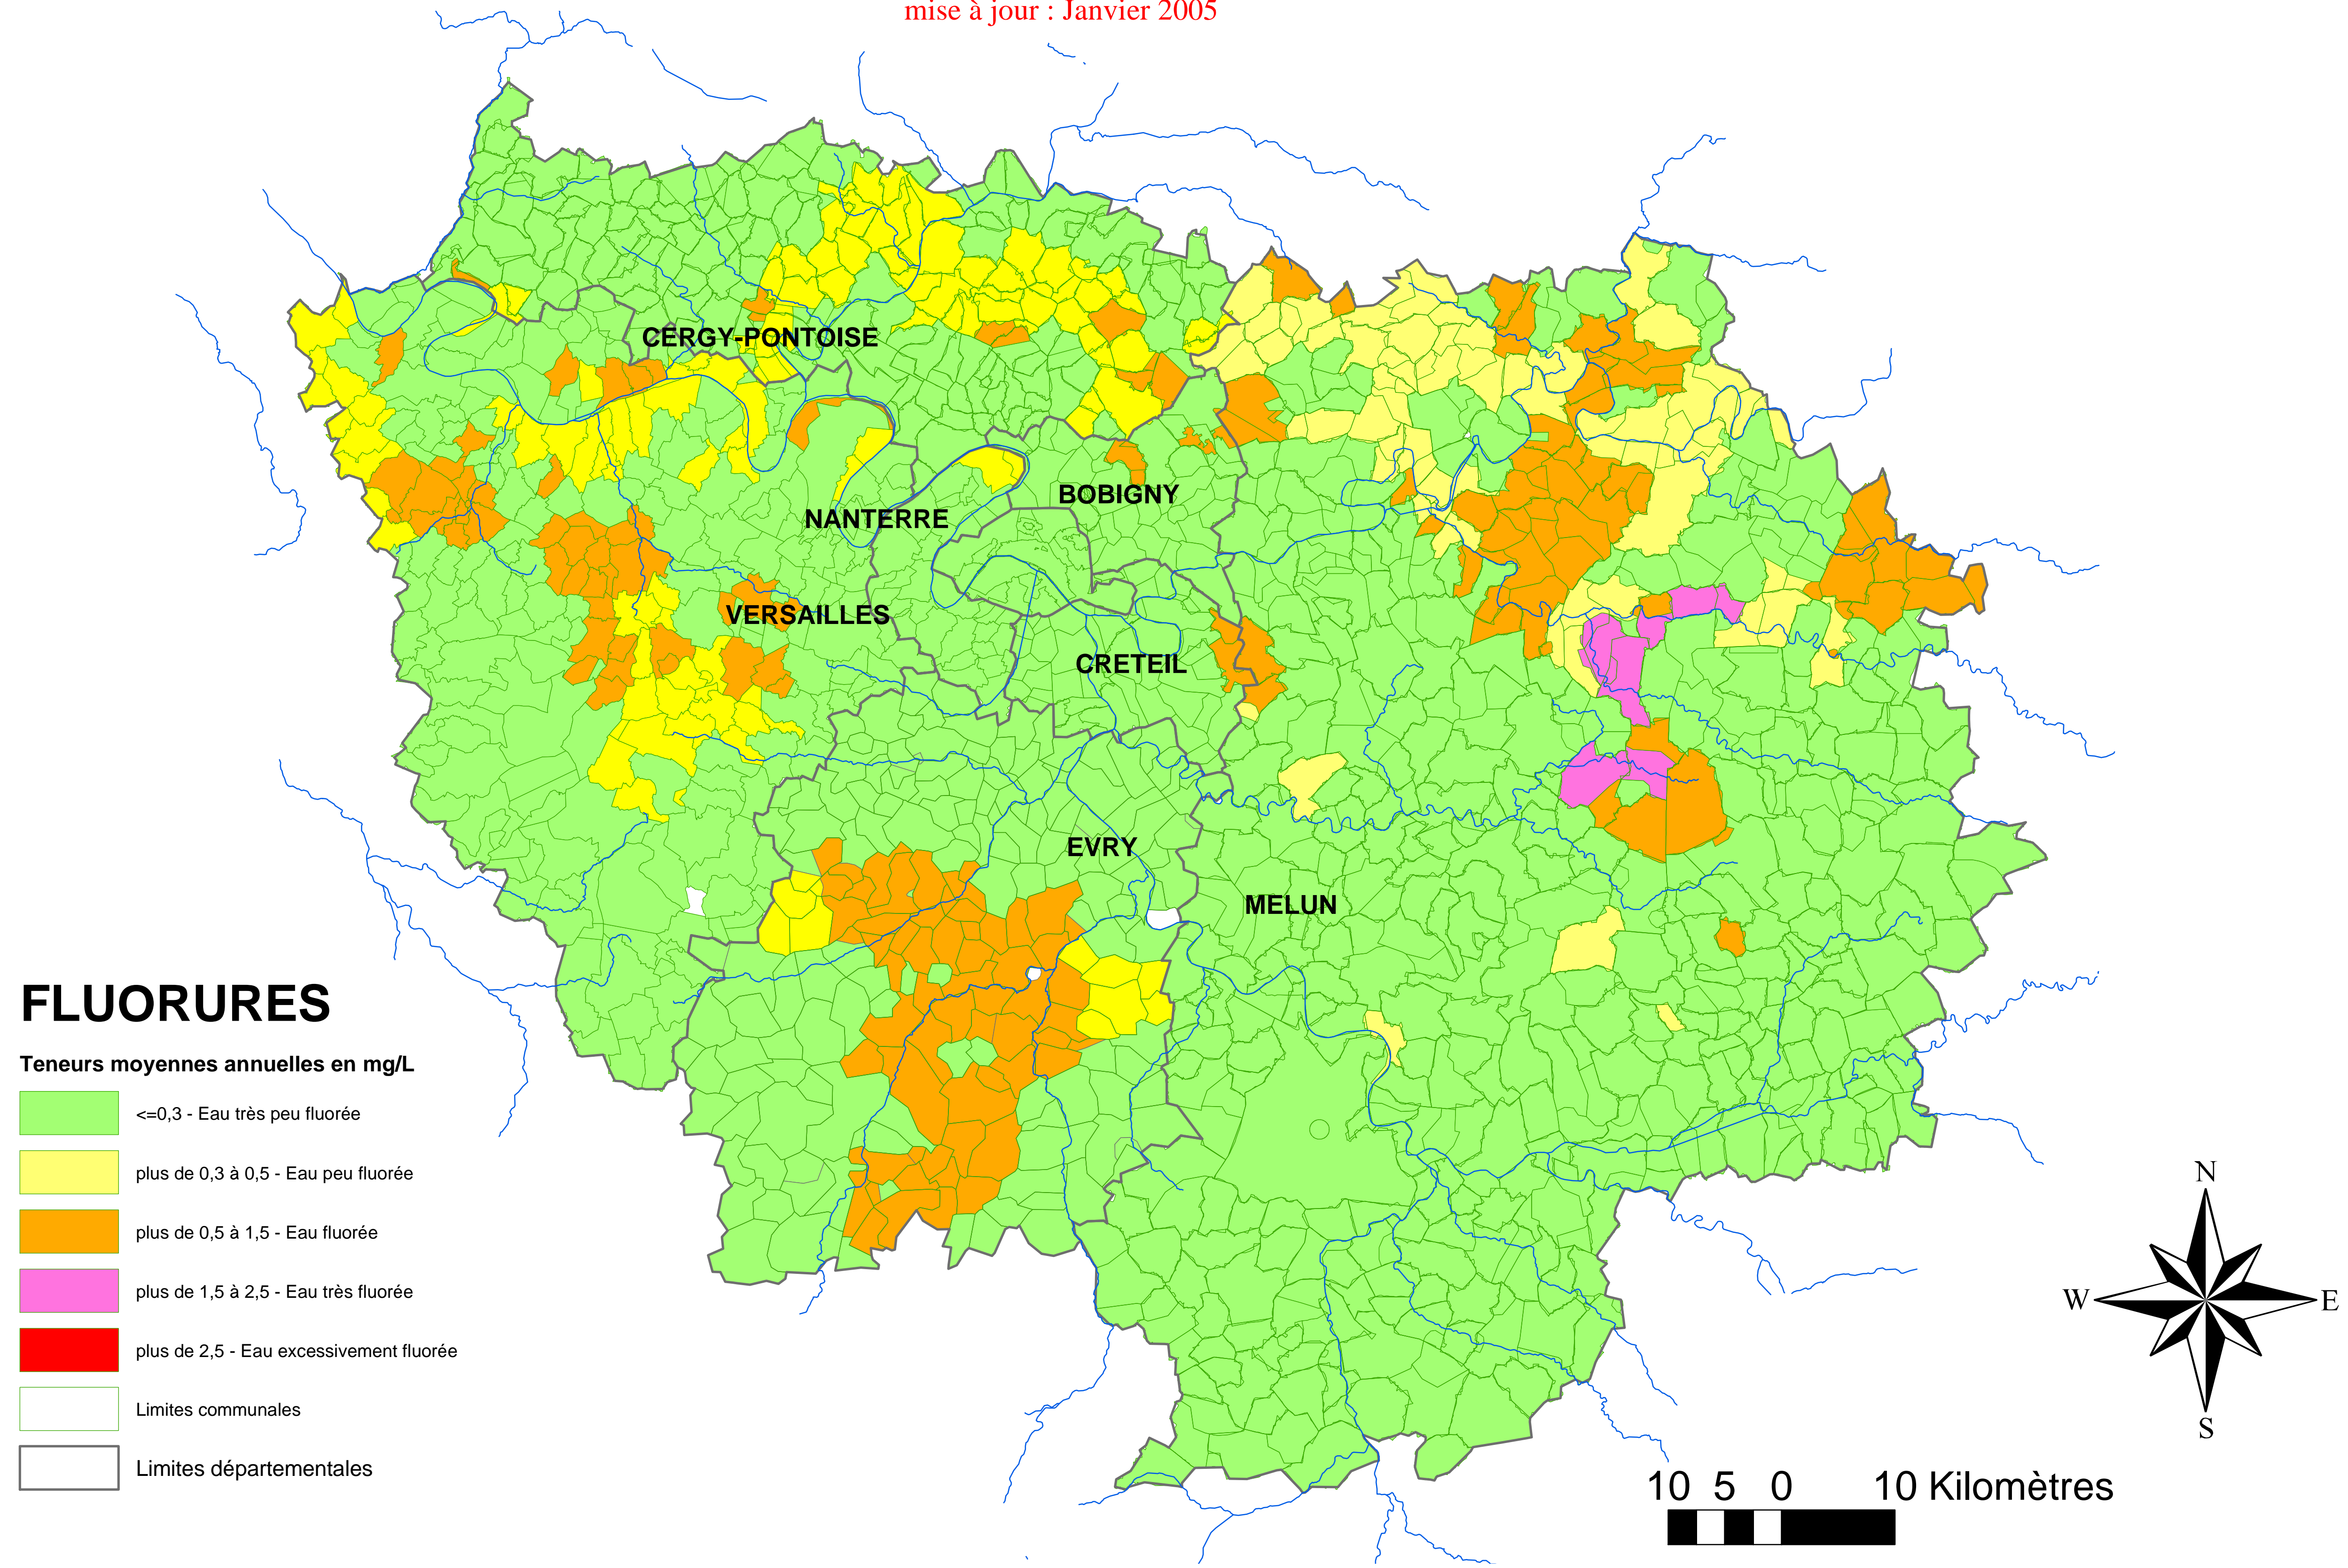 mise à jour : Janvier 2005
CERGY-PONTOISE
BOBIGNY
NANTERRE
VERSAILLES
CRETEIL
EVRY
MELUN
FLUORURES
Teneurs moyennes annuelles en mg/L
<=0,3 - Eau très peu fluorée
plus de 0,3 à 0,5 - Eau peu fluorée
plus de 0,5 à 1,5 - Eau fluorée
plus de 1,5 à 2,5 - Eau très fluorée
plus de 2,5 - Eau excessivement fluorée
Limites communales
Limites départementales
N
W E
S
10 5 0 10 Kilomètres